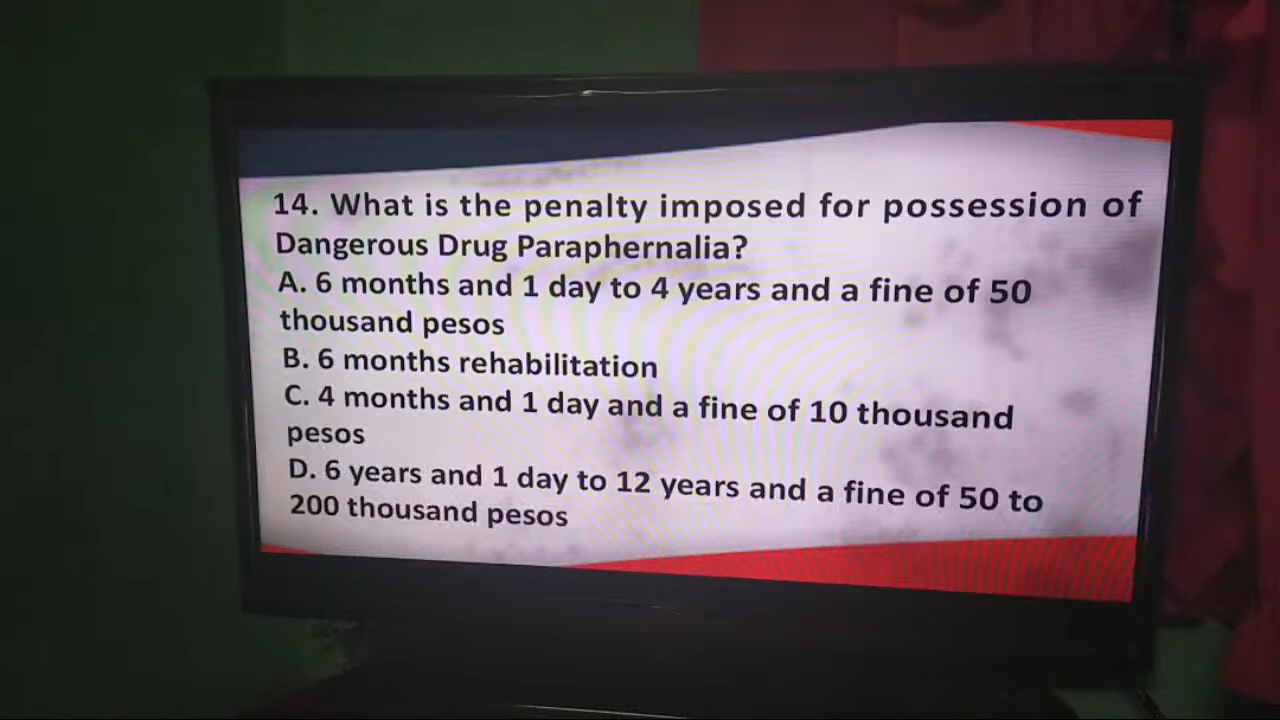 14. What is the penalty imposed for possession of
Dangerous Drug Paraphernalia?
A. 6 months and 1 day to 4 years and a fine of 50
thousand pesos
B. 6 months rehabilitation
C. 4 months and 1 day and a fine of 10 thousand
pesos
D. 6 years and 1 day to 12 years and a fine of 50 to
200 thousand pesos